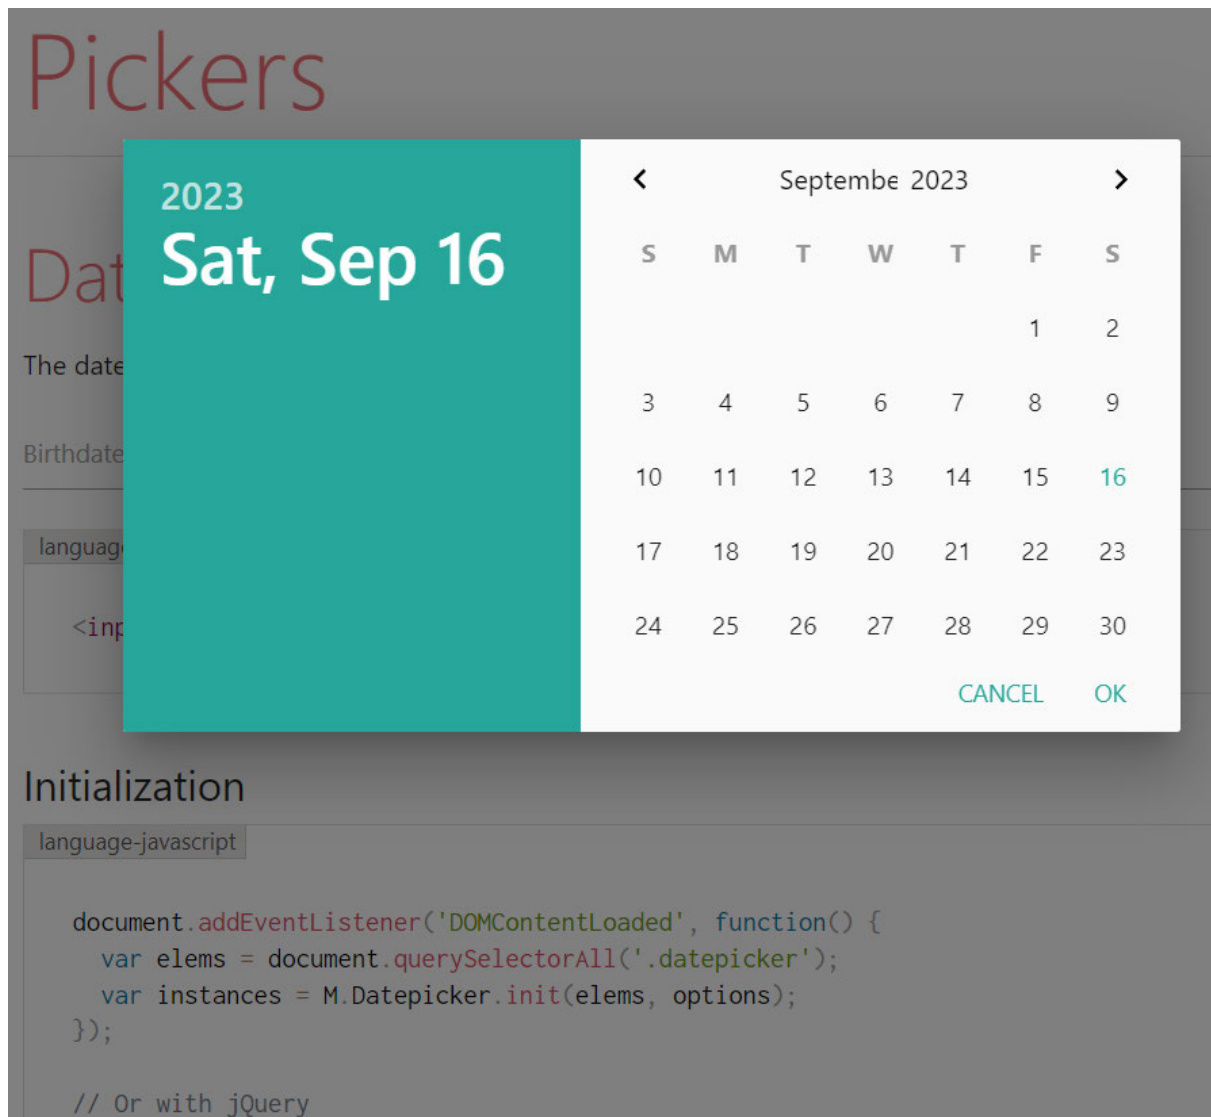 Pickers
2023
Sat, Sep 16
Septembe 2023
S M T W T F S
1 2
3 4 5 6 7 8 9
10 11 12 13 14 15 16
17 18 19 20 21 22 23
24 25 26 27 28 29 30
CANCEL OK
Dat
The date
Birthdate
languag
<inp
Initialization
language-javascript
document.addEventListener('DOMContentLoaded', function() {
var elems = document.querySelectorAll('.datepicker');
var instances = M.Datepicker.init(elems, options);
});
// Or with jQuery